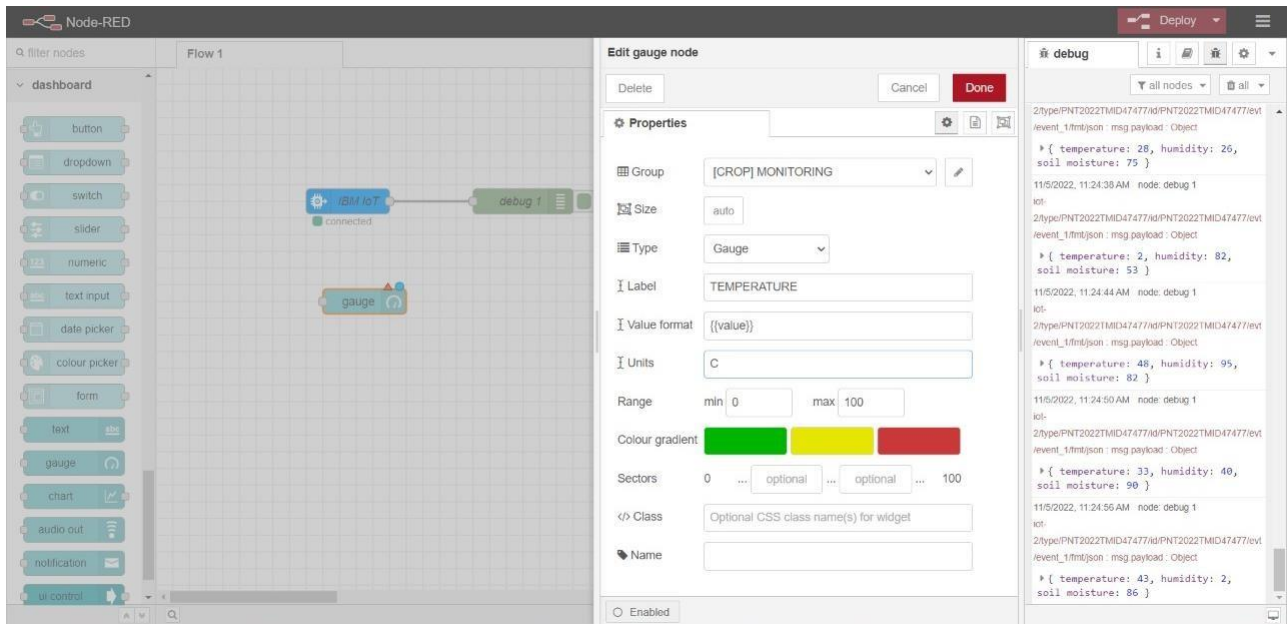 Node-RED
Deploy
filter nodes
dashboard
button
dropdown
switch
slider
123 numeric
abc text input
date picker
colour picker
form
text abc
gauge
chart
audio out
notification
ui control
Flow 1
IBM IoT
connected
debug 1
gauge
Edit gauge node
Delete
Cancel Done
Properties
Group [CROP] MONITORING
Size auto
Type Gauge
Label TEMPERATURE
Value format {{value}}
Units C
Range min 0 max 100
Colour gradient
Sectors 0 ... optional ... optional ... 100
</> Class Optional CSS class name(s) for widget
Name
Enabled
debug i
all nodes all
2/type/PNT2022TMID47477/id/PNT2022TMID47477/evt
/event_1/fmt/json : msg.payload : Object
{ temperature: 28, humidity: 26,
soil moisture: 75 }
11/5/2022, 11:24:38 AM node: debug 1
iot-
2/type/PNT2022TMID47477/id/PNT2022TMID47477/evt
/event_1/fmt/json : msg.payload : Object
{ temperature: 2, humidity: 82,
soil moisture: 53 }
11/5/2022, 11:24:44 AM node: debug 1
iot-
2/type/PNT2022TMID47477/id/PNT2022TMID47477/evt
/event_1/fmt/json : msg.payload : Object
{ temperature: 48, humidity: 95,
soil moisture: 82 }
11/5/2022, 11:24:50 AM node: debug 1
iot-
2/type/PNT2022TMID47477/id/PNT2022TMID47477/evt
/event_1/fmt/json : msg.payload : Object
{ temperature: 33, humidity: 40,
soil moisture: 90 }
11/5/2022, 11:24:56 AM node: debug 1
iot-
2/type/PNT2022TMID47477/id/PNT2022TMID47477/evt
/event_1/fmt/json : msg.payload : Object
{ temperature: 43, humidity: 2,
soil moisture: 86 }